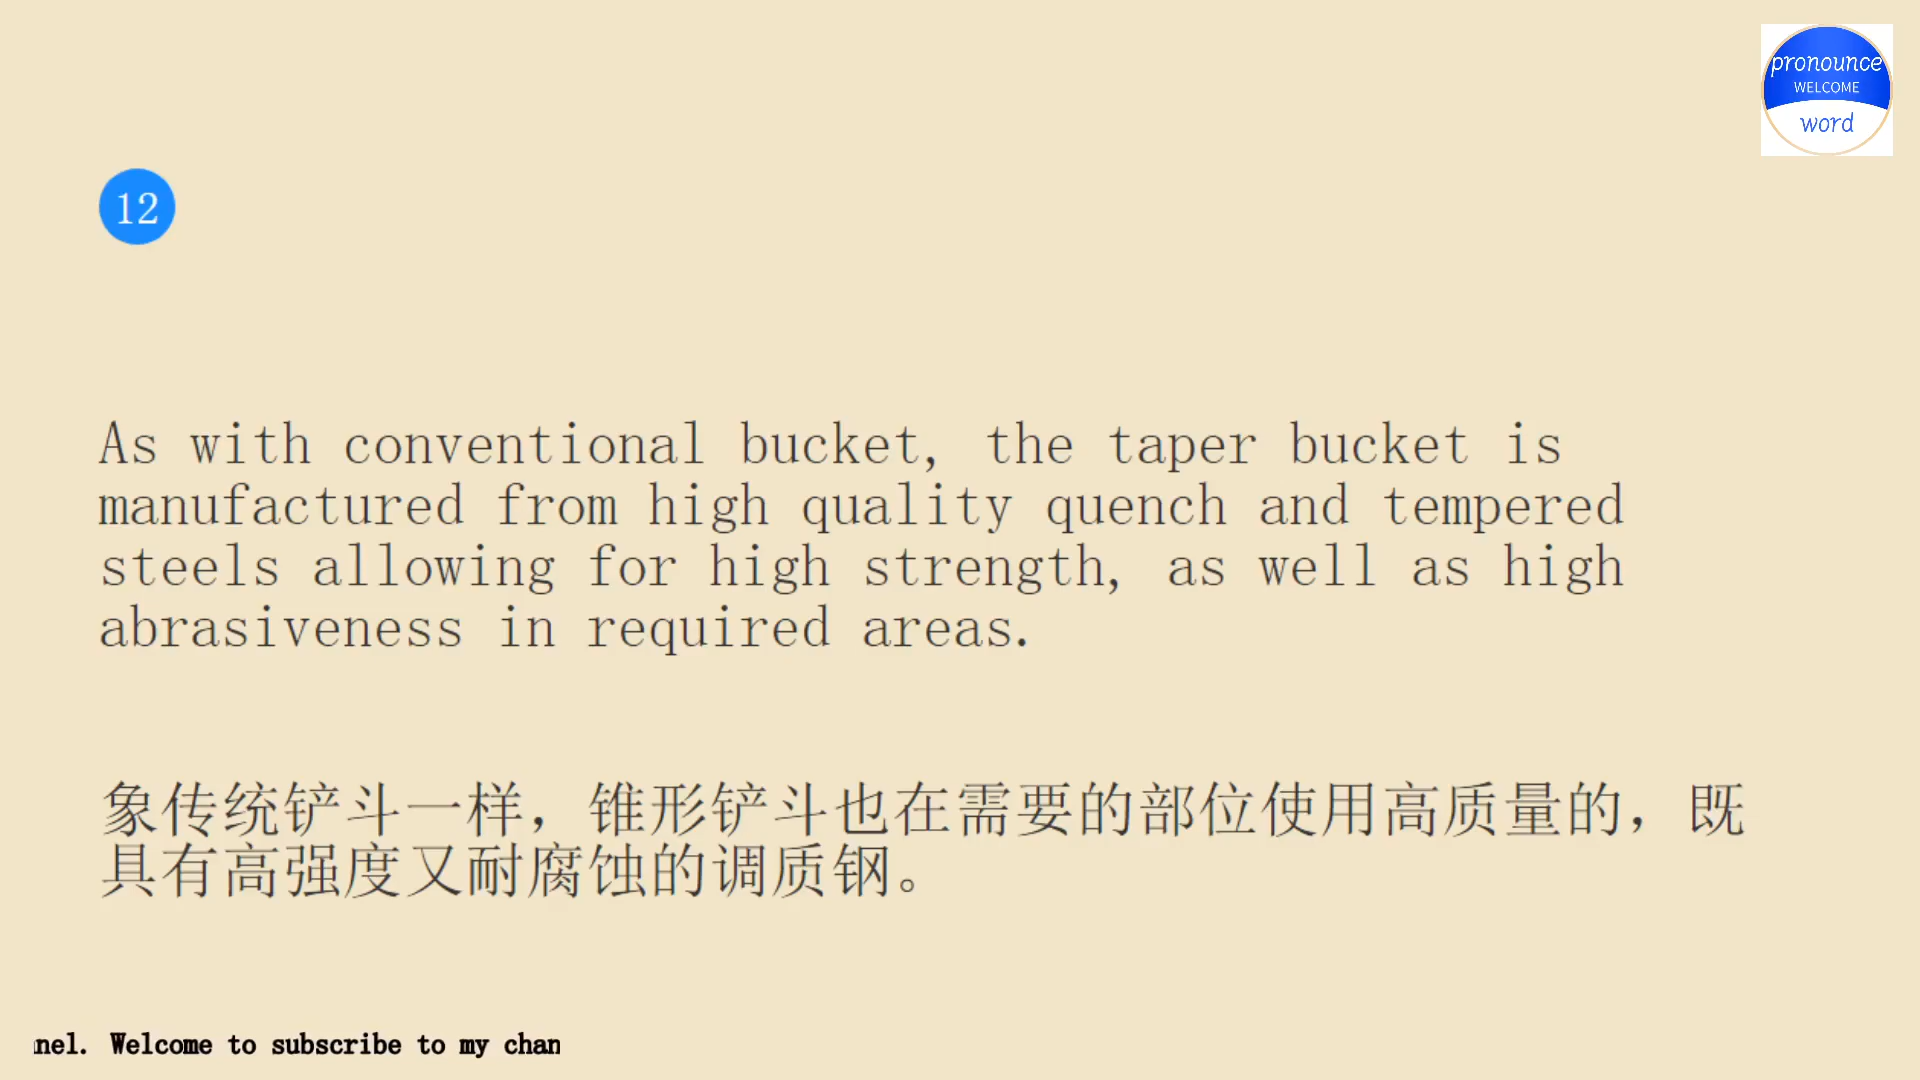 pronounce
WELCOME
word
12
As with conventional bucket, the taper bucket is
manufactured from high quality quench and tempered
steels allowing for high strength, as well as high
abrasiveness in required areas.
象传统铲斗一样，锥形铲斗也在需要的部位使用高质量的，既
具有高强度又耐腐蚀的调质钢。
nel. Welcome to subscribe to my chan